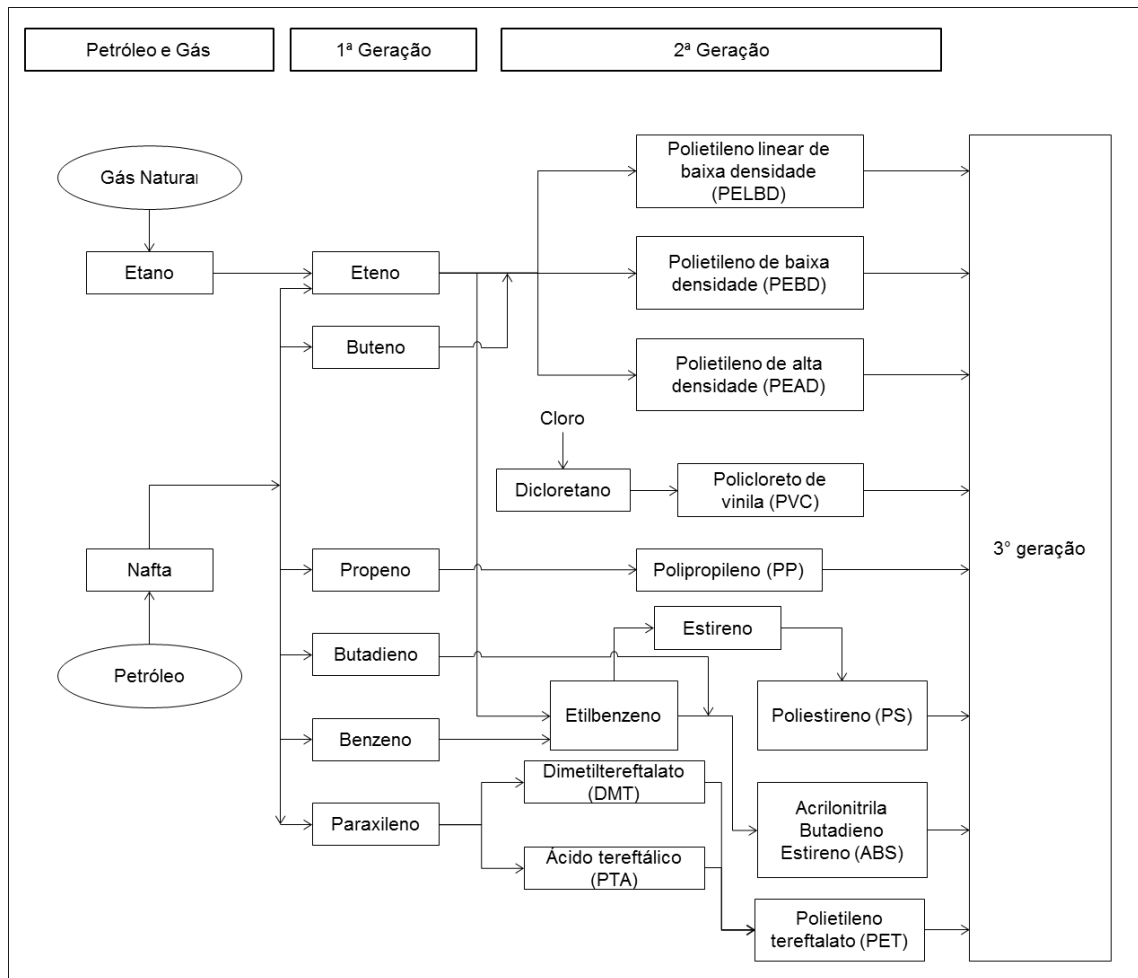 Petróleo e Gás
1ª Geração
2ª Geração
Gás Natural
Etano
Eteno
Buteno
Polietileno linear de
baixa densidade
(PELBD)
Polietileno de baixa
densidade (PEBD)
Polietileno de alta
densidade (PEAD)
Cloro
Dicloretano
Policloreto de
vinila (PVC)
3° geração
Nafta
Propeno
Polipropileno (PP)
Petróleo
Butadieno
Estireno
Etilbenzeno
Poliestireno (PS)
Benzeno
Dimetiltereftalato
(DMT)
Paraxileno
Ácido tereftálico
(PTA)
Acrilonitrila
Butadieno
Estireno (ABS)
Polietileno
tereftalato (PET)